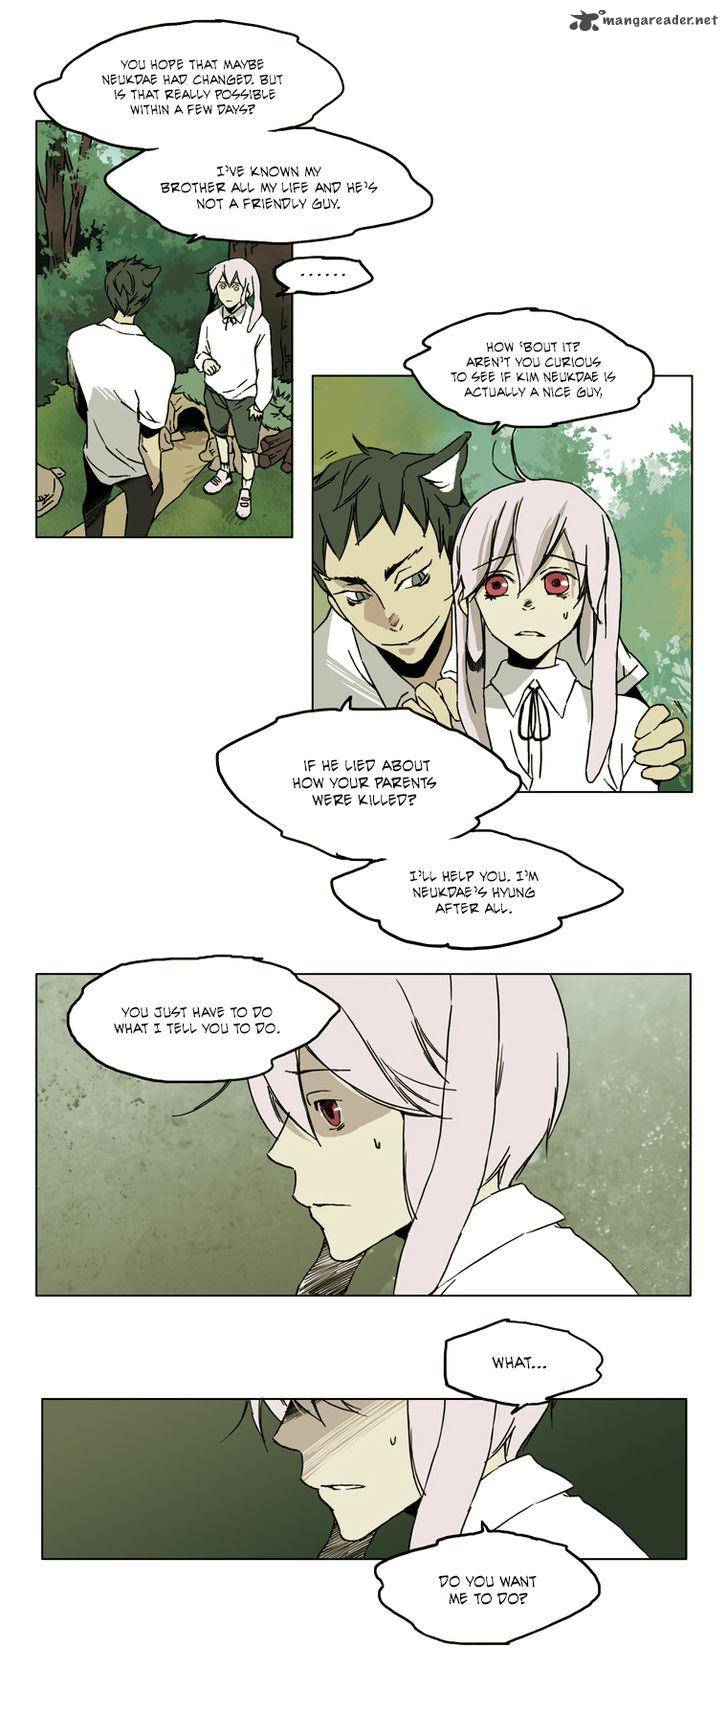 mangareader.net
YOU HOPE THAT MAYBE
NEUKDAE HAD CHANGED, BUT
IS THAT REALLY POSSIBLE
WITHIN A FEW DAYS?
I'VE KNOWN MY
BROTHER ALL MY LIFE AND HE'S
NOT A FRIENDLY GUY.
......
HOW 'BOUT IT?
AREN'T YOU CURIOUS
TO SEE IF KIM NEUKDAE IS
ACTUALLY A NICE GUY,
IF HE LIED ABOUT
HOW YOUR PARENTS
WERE KILLED?
I'LL HELP YOU. I'M
NEUKDAE'S HYUNG
AFTER ALL.
YOU JUST HAVE TO DO
WHAT I TELL YOU TO DO.
WHAT...
DO YOU WANT
ME TO DO?